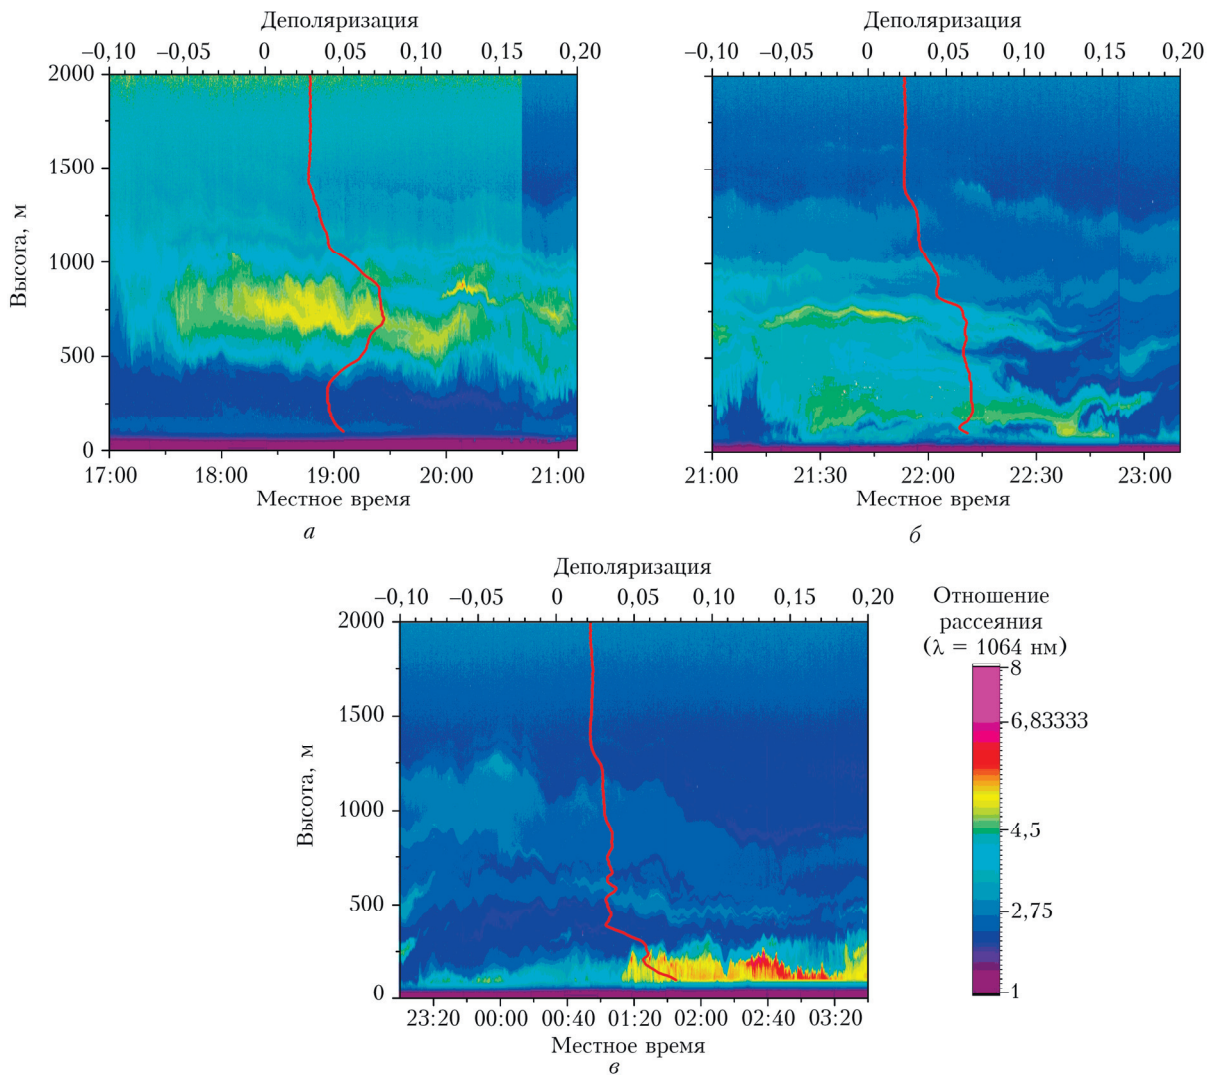 Деполяризация
–0,10 –0,05 0 0,05 0,10 0,15 0,20
2000
1500
1000
500
0
Высота, м
17:00 18:00 19:00 20:00 21:00
Местное время
а
Деполяризация
–0,10 –0,05 0 0,05 0,10 0,15 0,20
21:00 21:30 22:00 22:30 23:00
Местное время
б
Деполяризация
–0,10 –0,05 0 0,05 0,10 0,15 0,20
2000
1500
1000
500
0
Высота, м
23:20 00:00 00:40 01:20 02:00 02:40 03:20
Местное время
в
Отношение
рассеяния
(λ = 1064 нм)
8
6,83333
4,5
2,75
1